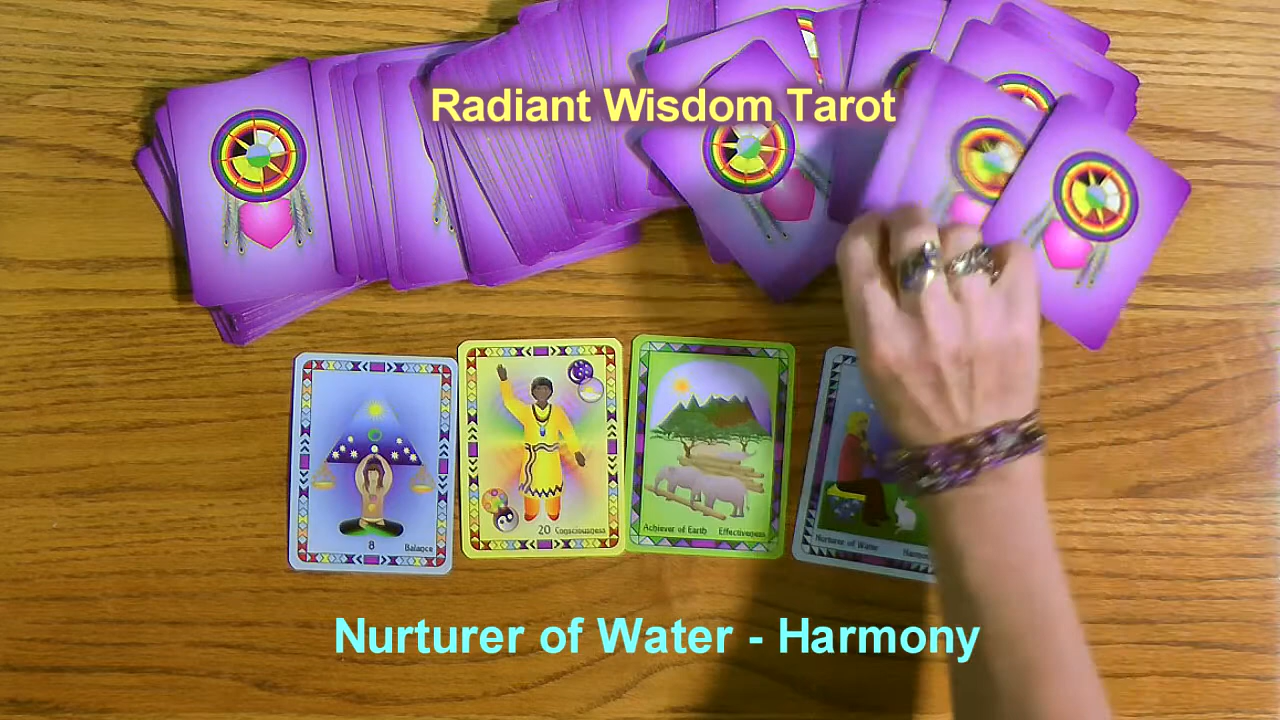 Radiant Wisdom Tarot
8 Balance
20 Consciousness
Achiever of Earth Effectiveness
Nurturer of Water
Nurturer of Water - Harmony